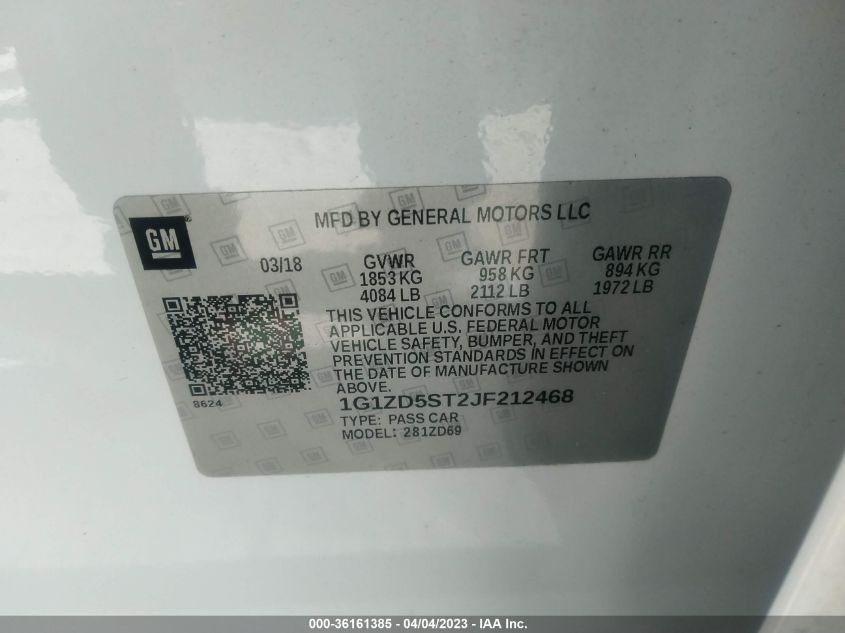 GM
MFD BY GENERAL MOTORS LLC
03/18
GVWR
1853 KG
4084 LB
GAWR FRT
958 KG
2112 LB
GAWR RR
894 KG
1972 LB
THIS VEHICLE CONFORMS TO ALL
APPLICABLE U.S. FEDERAL MOTOR
VEHICLE SAFETY, BUMPER, AND THEFT
PREVENTION STANDARDS IN EFFECT ON
THE DATE OF MANUFACTURE SHOWN
ABOVE.
8624
1G1ZD5ST2JF212468
TYPE: PASS CAR
MODEL: 281ZD69
000-36161385 - 04/04/2023 - IAA Inc.